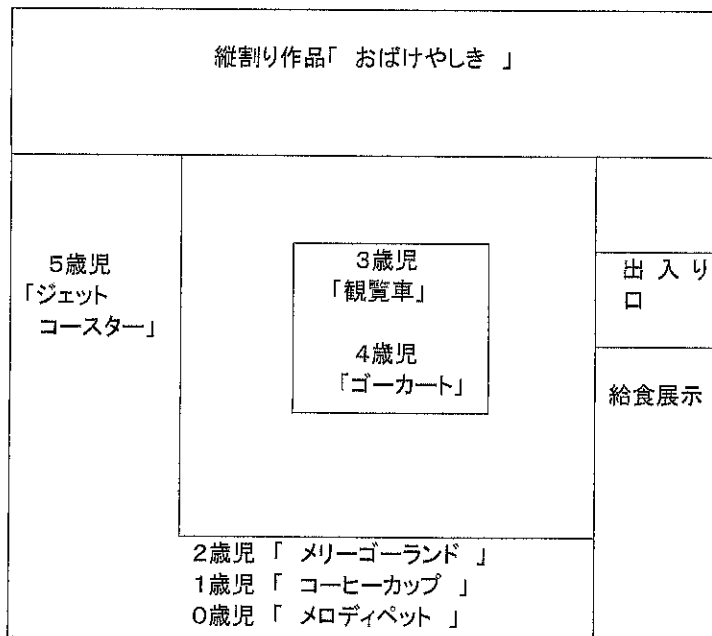 縦割り作品「 おばけやしき 」
5歳児
「ジェット
コースター」
3歳児
「観覧車」
4歳児
「ゴーカート」
出 入 り
口
給食展示
2歳児 「 メリーゴーランド 」
1歳児 「 コーヒーカップ 」
0歳児 「 メロディペット 」